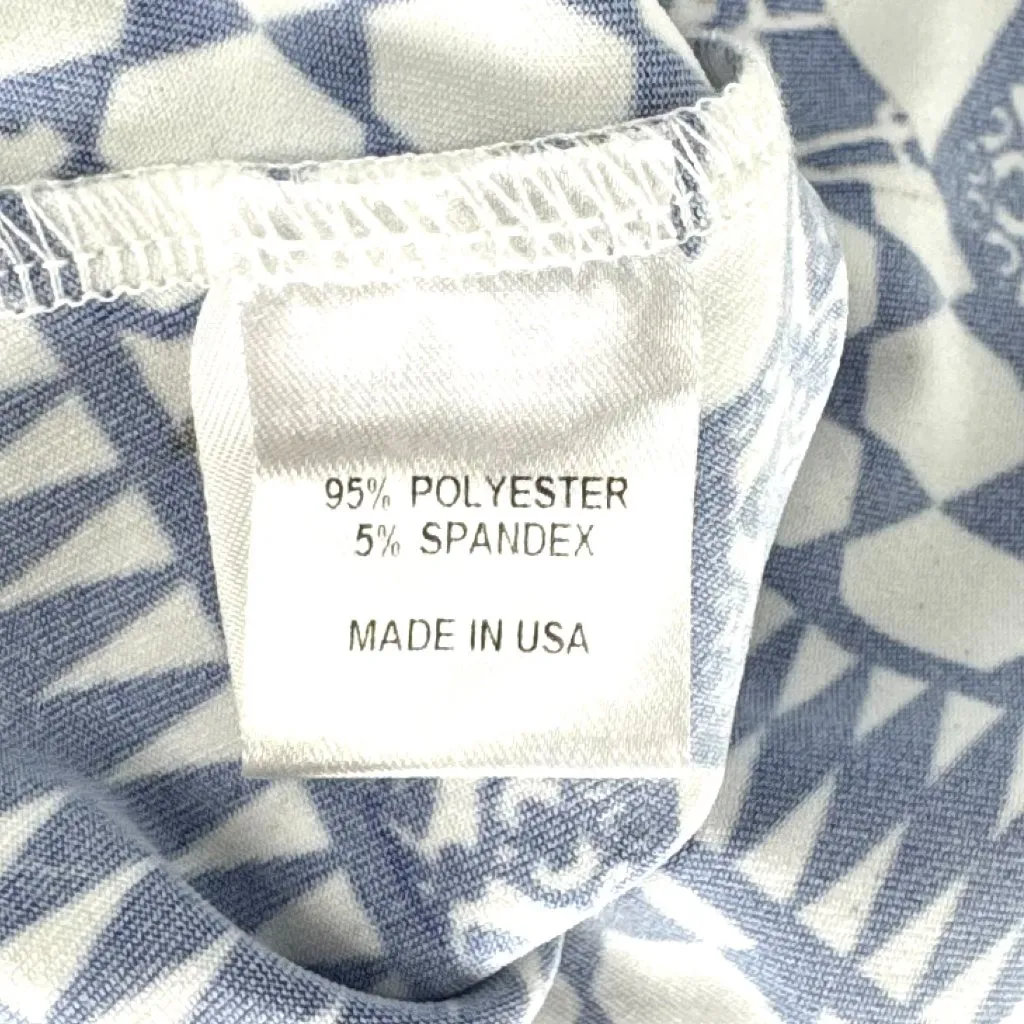 95% POLYESTER
5% SPANDEX
MADE IN USA